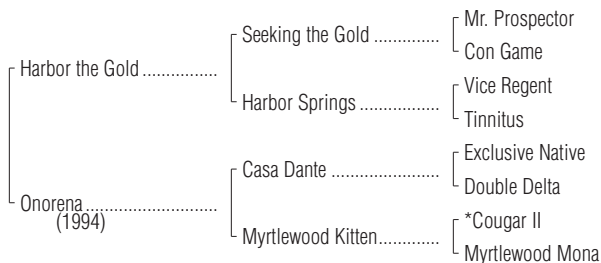 Mr. Prospector
Seeking the Gold ..............
Con Game
Harbor the Gold ................
Vice Regent
Harbor Springs .................
Tinnitus
Exclusive Native
Casa Dante .......................
Double Delta
Onorena............................
(1994)
*Cougar II
Myrtlewood Kitten.............
Myrtlewood Mona